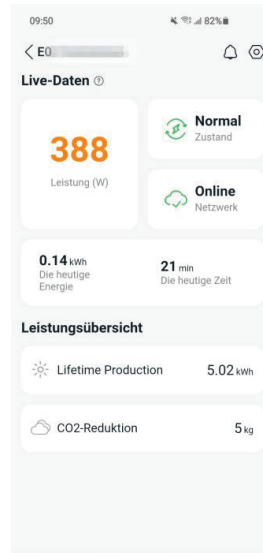 09:50
82%
E0
Live-Daten
388
Leistung (W)
Normal
Zustand
Online
Netzwerk
0.14 kWh
Die heutige
Energie
21 min
Die heutige Zeit
Leistungsübersicht
Lifetime Production 5.02 kWh
CO2-Reduktion 5 kg